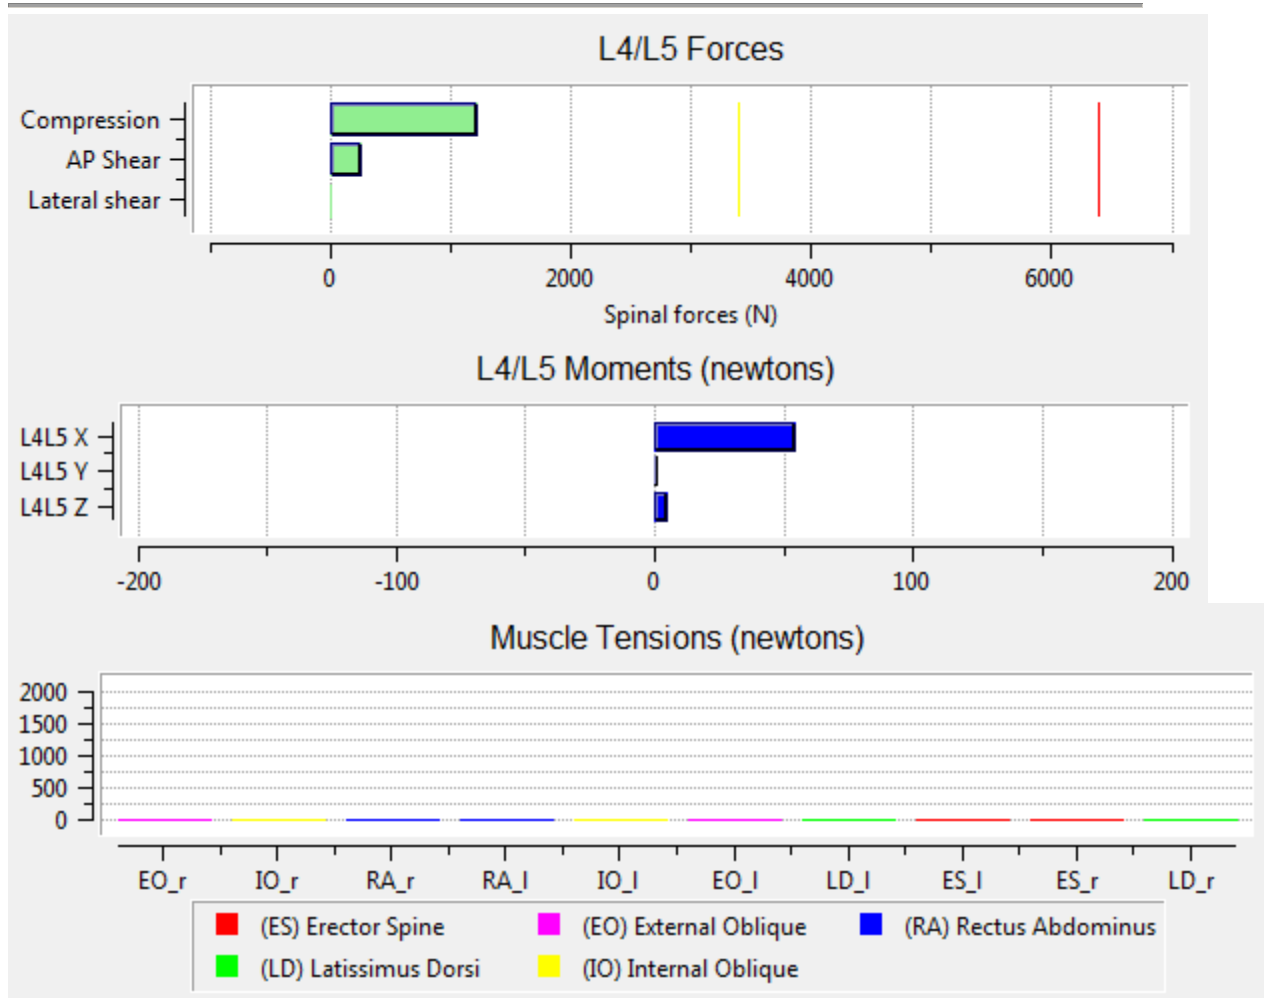 L4/L5 Forces
Compression
AP Shear
Lateral shear
0 2000 4000 6000
Spinal forces (N)
L4/L5 Moments (newtons)
L4L5 X
L4L5 Y
L4L5 Z
-200 -100 0 100 200
Muscle Tensions (newtons)
2000
1500
1000
500
0
EO_r IO_r RA_r RA_l IO_l EO_l LD_l ES_l ES_r LD_r
(ES) Erector Spine (EO) External Oblique (RA) Rectus Abdominus
(LD) Latissimus Dorsi (IO) Internal Oblique